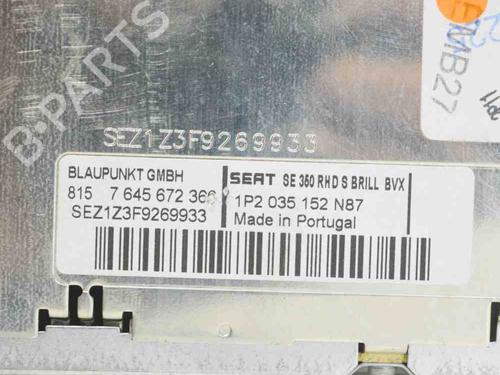 B-PARTS
MB27
SEZ1Z3F9269933
BLAUPUNKT GMBH
815 7 645 672 366
SEZ1Z3F9269933
SEAT SE 360 RHD S BRILL BVX
1P2 035 152 N87
Made in Portugal